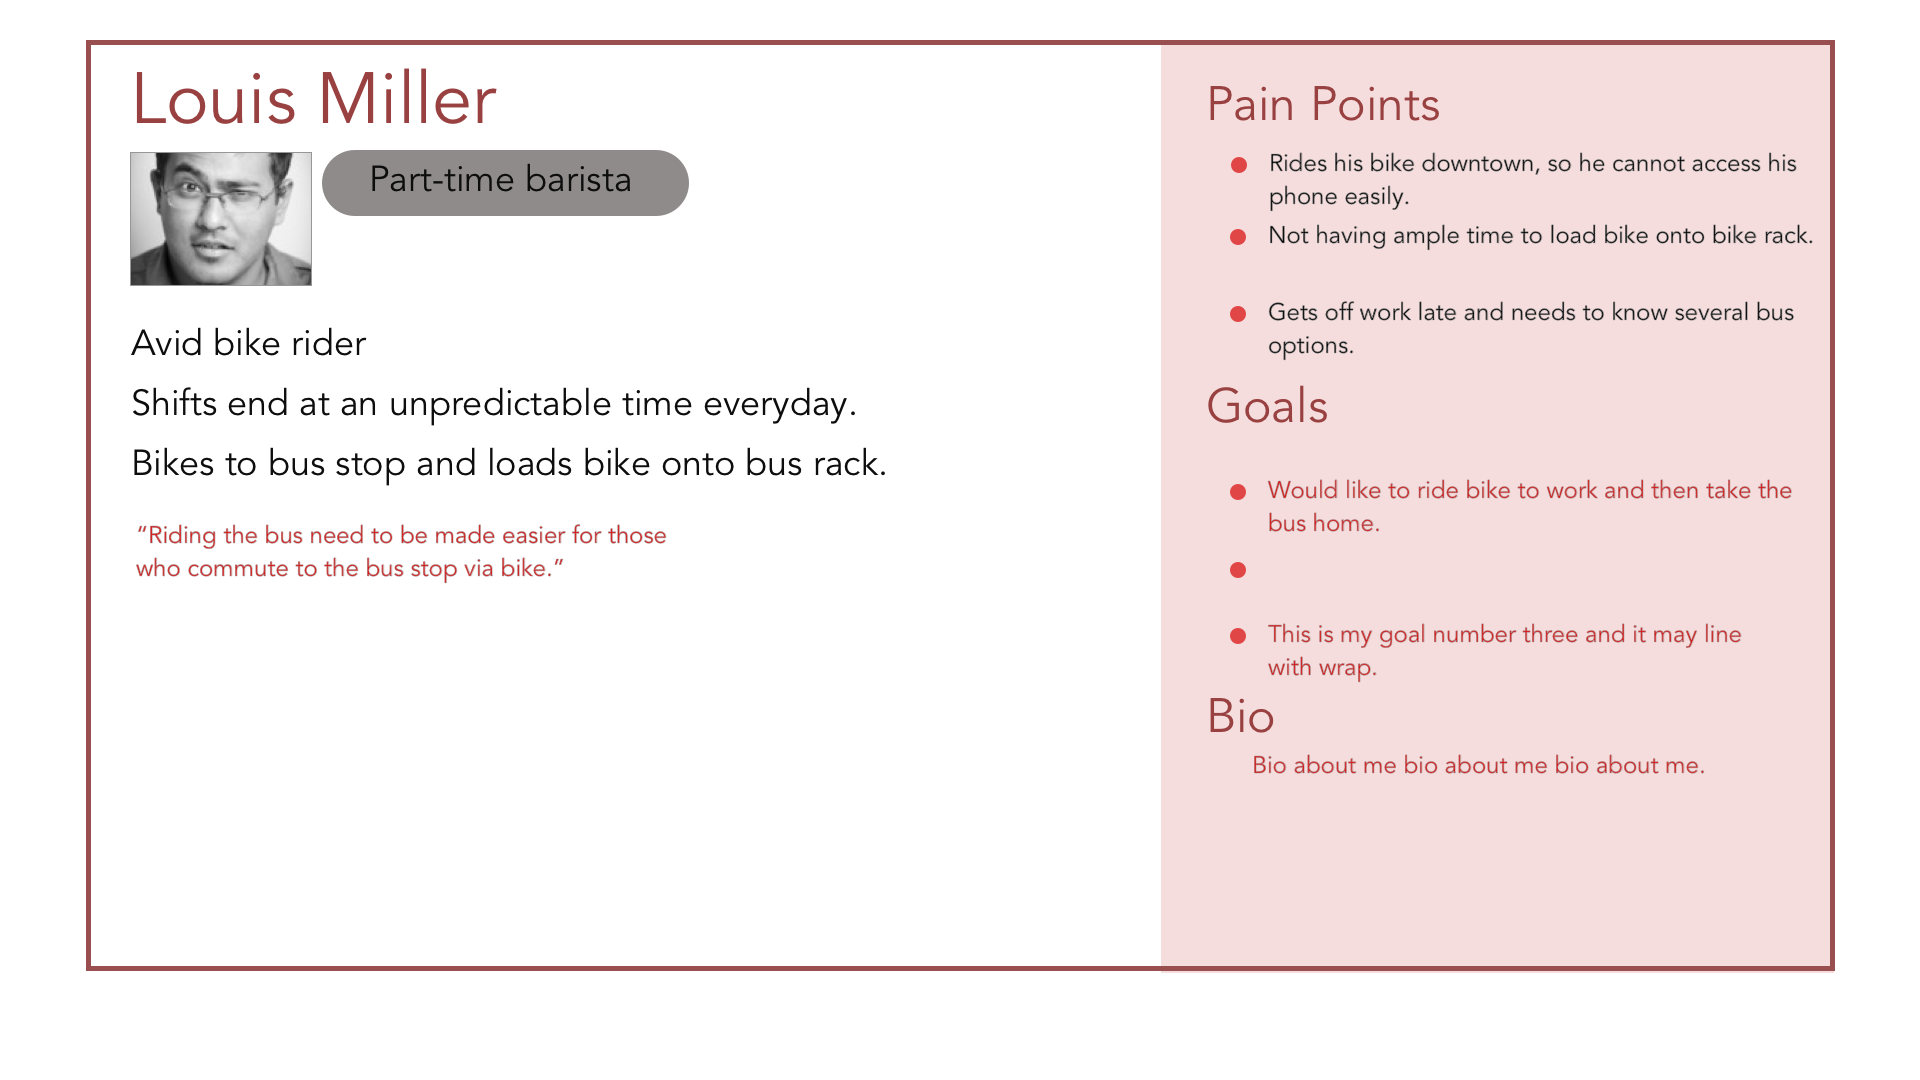 Louis Miller
Part-time barista
Avid bike rider
Shifts end at an unpredictable time everyday.
Bikes to bus stop and loads bike onto bus rack.
“Riding the bus need to be made easier for those
who commute to the bus stop via bike.”
Pain Points
Rides his bike downtown, so he cannot access his
phone easily.
Not having ample time to load bike onto bike rack.
Gets off work late and needs to know several bus
options.
Goals
Would like to ride bike to work and then take the
bus home.
This is my goal number three and it may line
with wrap.
Bio
Bio about me bio about me bio about me.